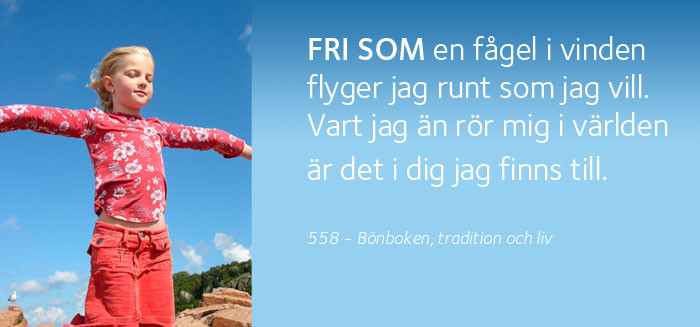 FRI SOM en fågel i vinden
flyger jag runt som jag vill.
Vart jag än rör mig i världen
är det i dig jag finns till.
558 – Bönboken, tradition och liv